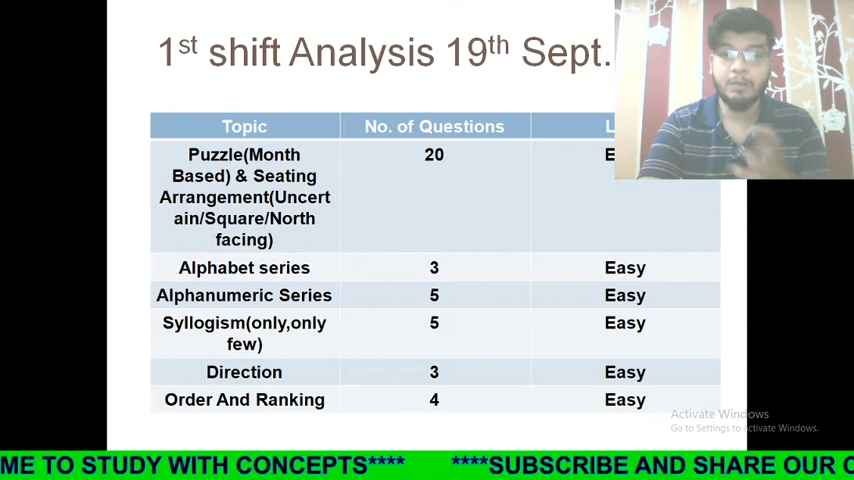 1st shift Analysis 19th Sept.
Topic No. of Questions
Puzzle(Month 20
Based) & Seating
Arrangement(Uncert
ain/Square/North
facing)
Alphabet series 3 Easy
Alphanumeric Series 5 Easy
Syllogism(only,only 5 Easy
few)
Direction 3 Easy
Order And Ranking 4 Easy
Activate Windows
Go to Settings to activate Windows.
ME TO STUDY WITH CONCEPTS**** ****SUBSCRIBE AND SHARE OUR